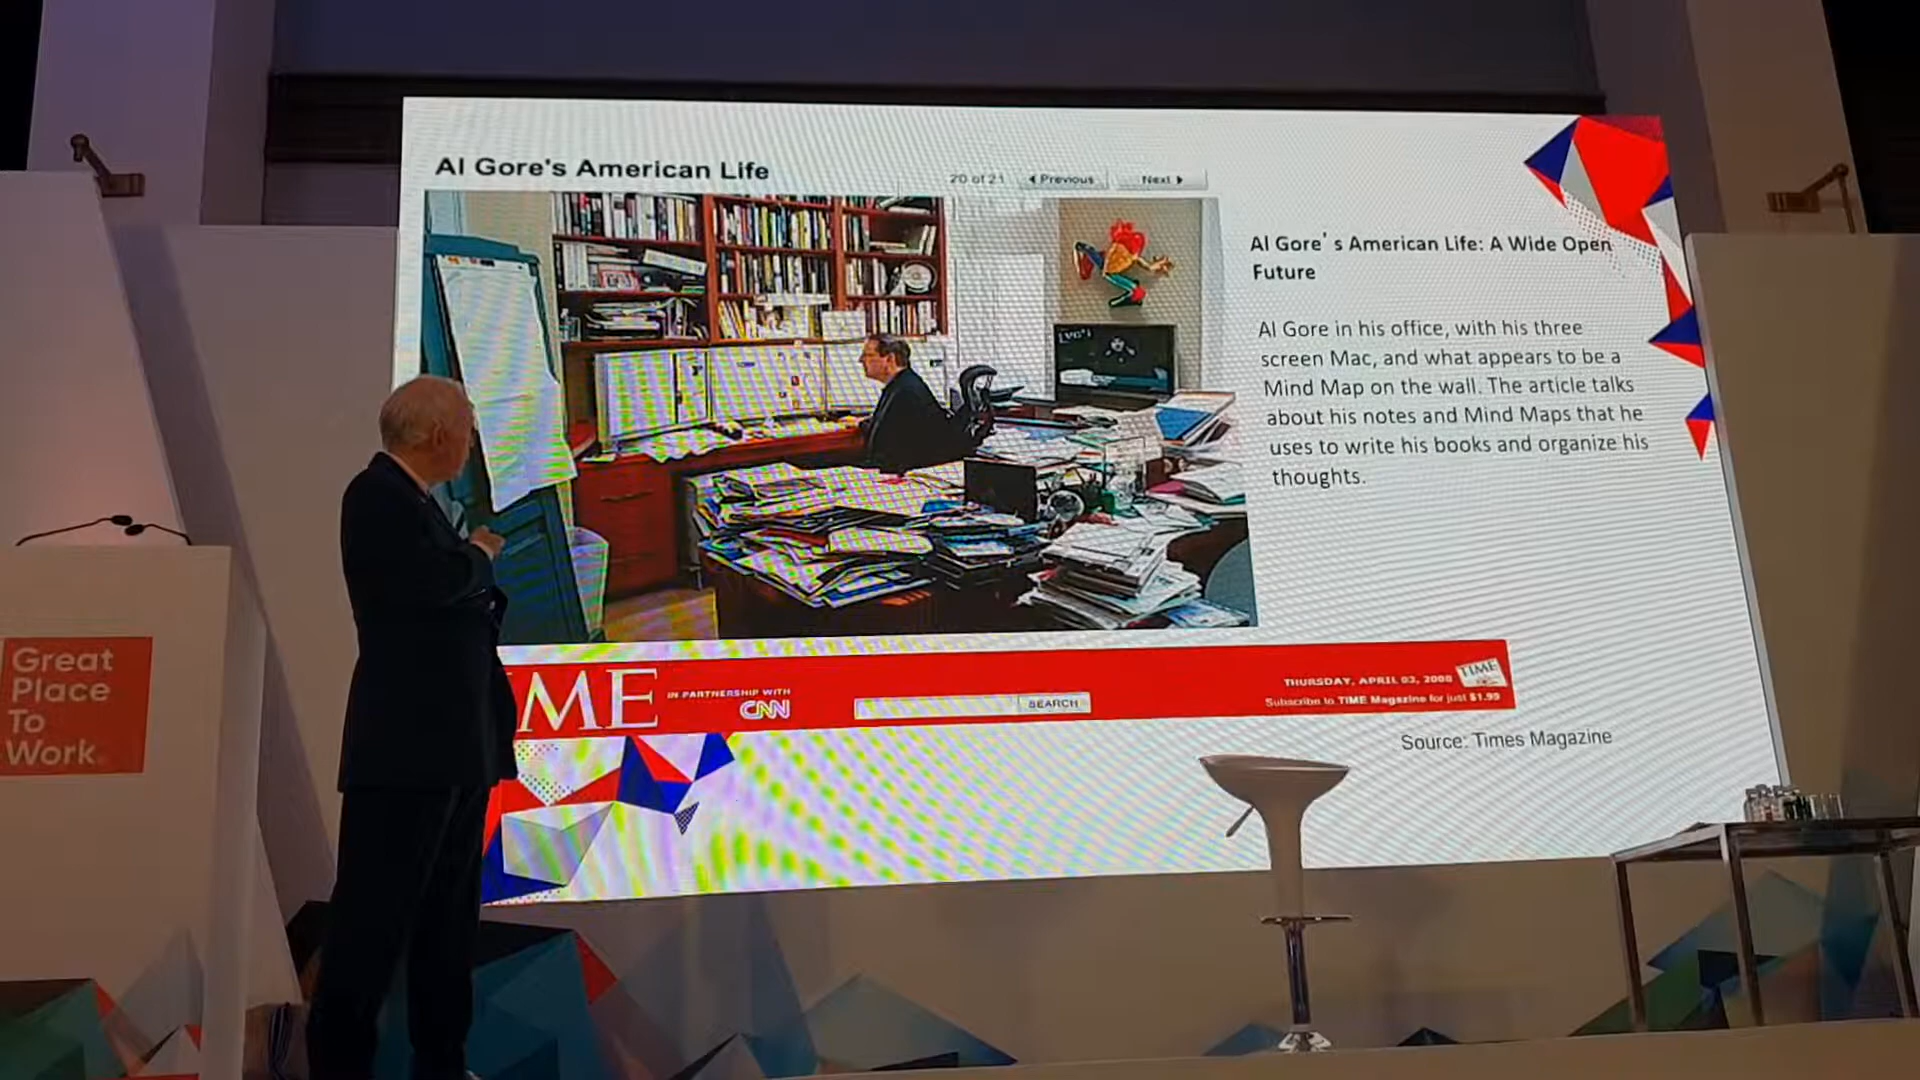 Al Gore's American Life
20 of 21
Previous
Next
Al Gore's American Life: A Wide Open
Future
Al Gore in his office, with his three
screen Mac, and what appears to be a
Mind Map on the wall. The article talks
about his notes and Mind Maps that he
uses to write his books and organize his
thoughts.
IME
IN PARTNERSHIP WITH
CNN
SEARCH
THURSDAY, APRIL 03, 2008
Subscribe to TIME Magazine for just $1.99
TIME
Source: Times Magazine
Great
Place
To
Work.